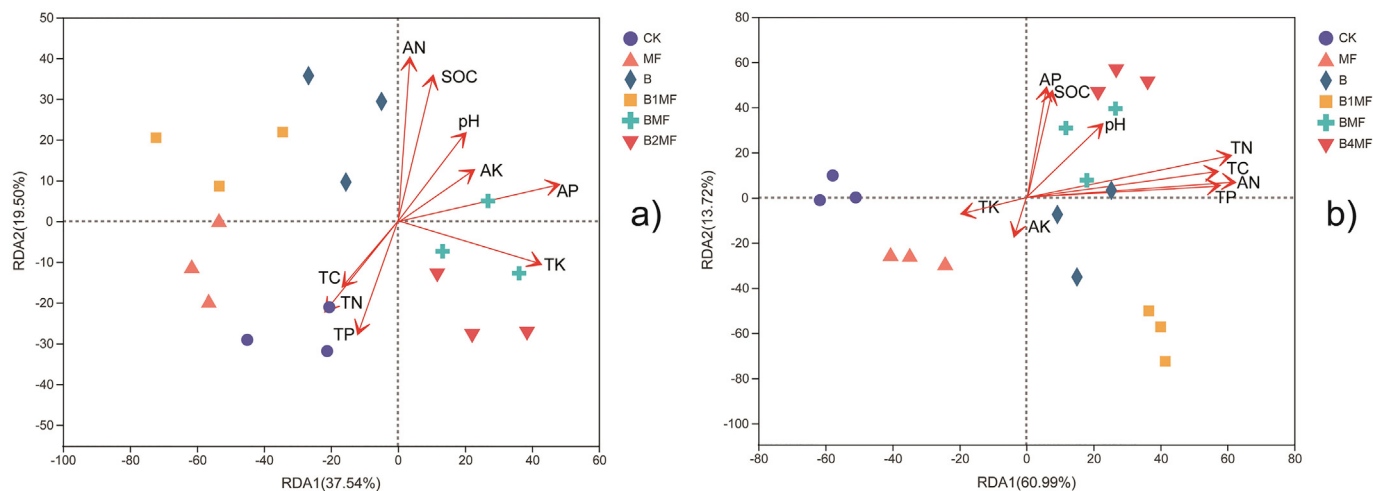 50
40
30
20
10
0
-10
-20
-30
-40
-50
RDA2(19.50%)
-100 -80 -60 -40 -20 0 20 40 60
RDA1(37.54%)
AN
SOC
pH
AK
AP
TK
TC
TN
TP
CK
MF
B
B1MF
BMF
B2MF
a)
80
60
40
20
0
-20
-40
-60
-80
-100
RDA2(13.72%)
-80 -60 -40 -20 0 20 40 60 80
RDA1(60.99%)
AP
SOC
pH
TN
TC
AN
TP
TK
AK
CK
MF
B
B1MF
BMF
B4MF
b)